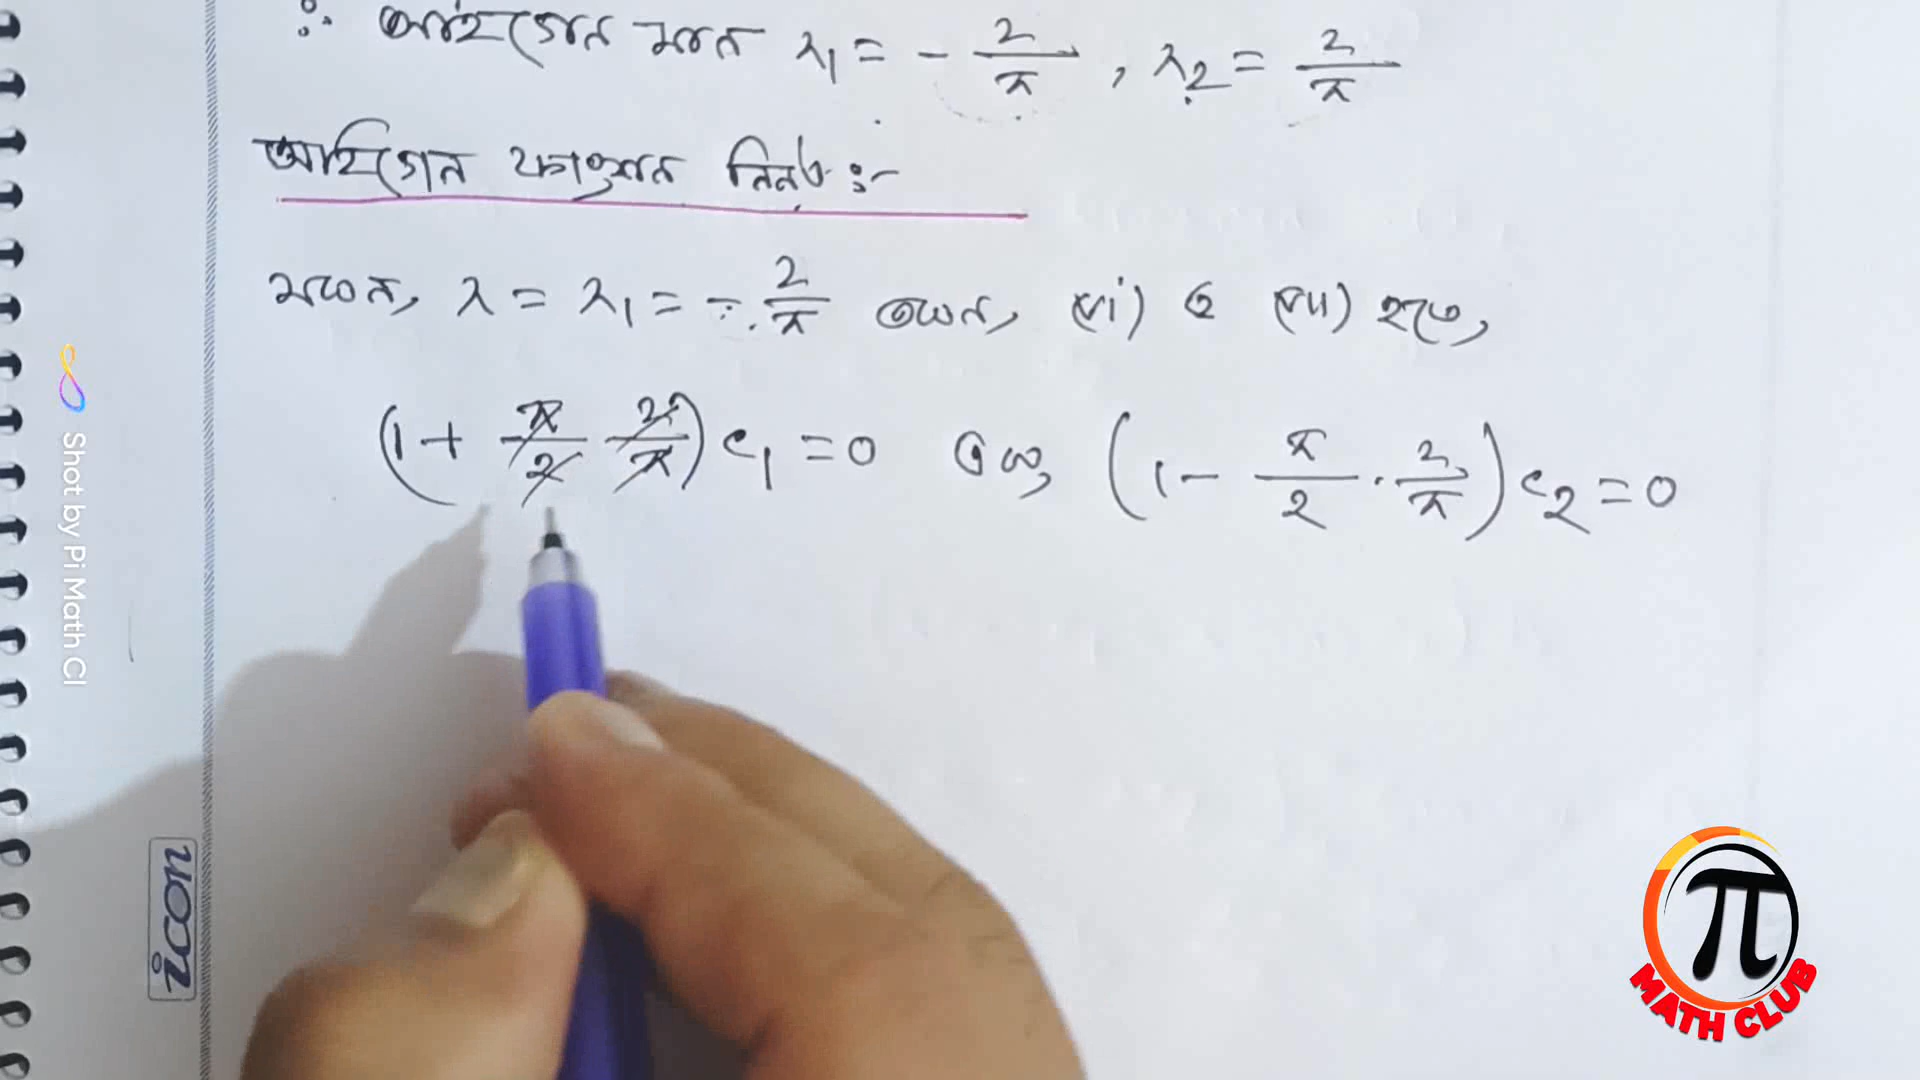 ∴ আইগেন মান λ₁ = - 2/π , λ₂ = 2/π
আইগেন ফাংশন নির্ণয় :-
যখন, λ = λ₁ = - 2/π তখন, (vi) ও (vii) হতে,
(1 + π/2 2/π) c₁ = 0 এবং, (1 - π/2 · 2/π) c₂ = 0
Shot by Pi Math Cl
icon
π
MATH CLUB